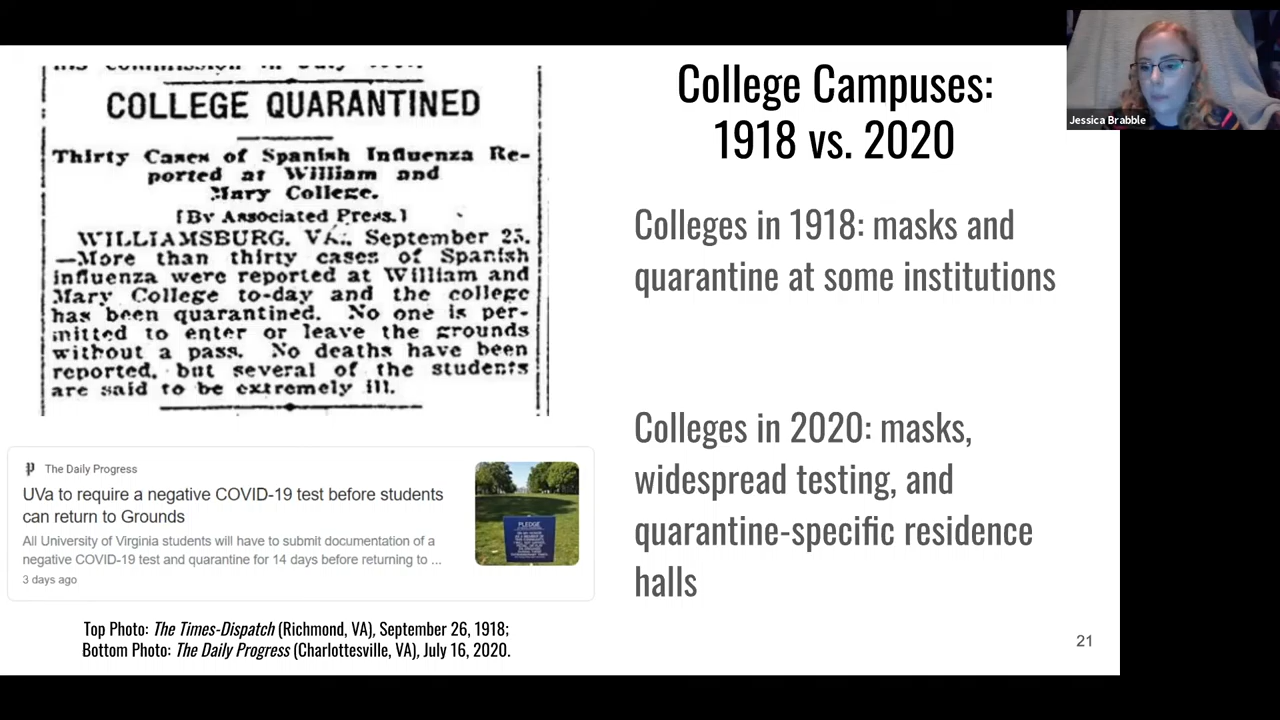 COLLEGE QUARANTINED
Thirty Cases of Spanish Influenza Re-
ported at William and
Mary College.
[By Associated Press.]
WILLIAMSBURG, VA., September 25.
—More than thirty cases of Spanish
influenza were reported at William and
Mary College to-day and the college
has been quarantined. No one is per-
mitted to enter or leave the grounds
without a pass. No deaths have been
reported, but several of the students
are said to be extremely ill.
The Daily Progress
UVa to require a negative COVID-19 test before students
can return to Grounds
All University of Virginia students will have to submit documentation of a
negative COVID-19 test and quarantine for 14 days before returning to ...
3 days ago
PLEDGE
Top Photo: The Times-Dispatch (Richmond, VA), September 26, 1918;
Bottom Photo: The Daily Progress (Charlottesville, VA), July 16, 2020.
College Campuses:
1918 vs. 2020
Colleges in 1918: masks and
quarantine at some institutions
Colleges in 2020: masks,
widespread testing, and
quarantine-specific residence
halls
21
Jessica Brabble